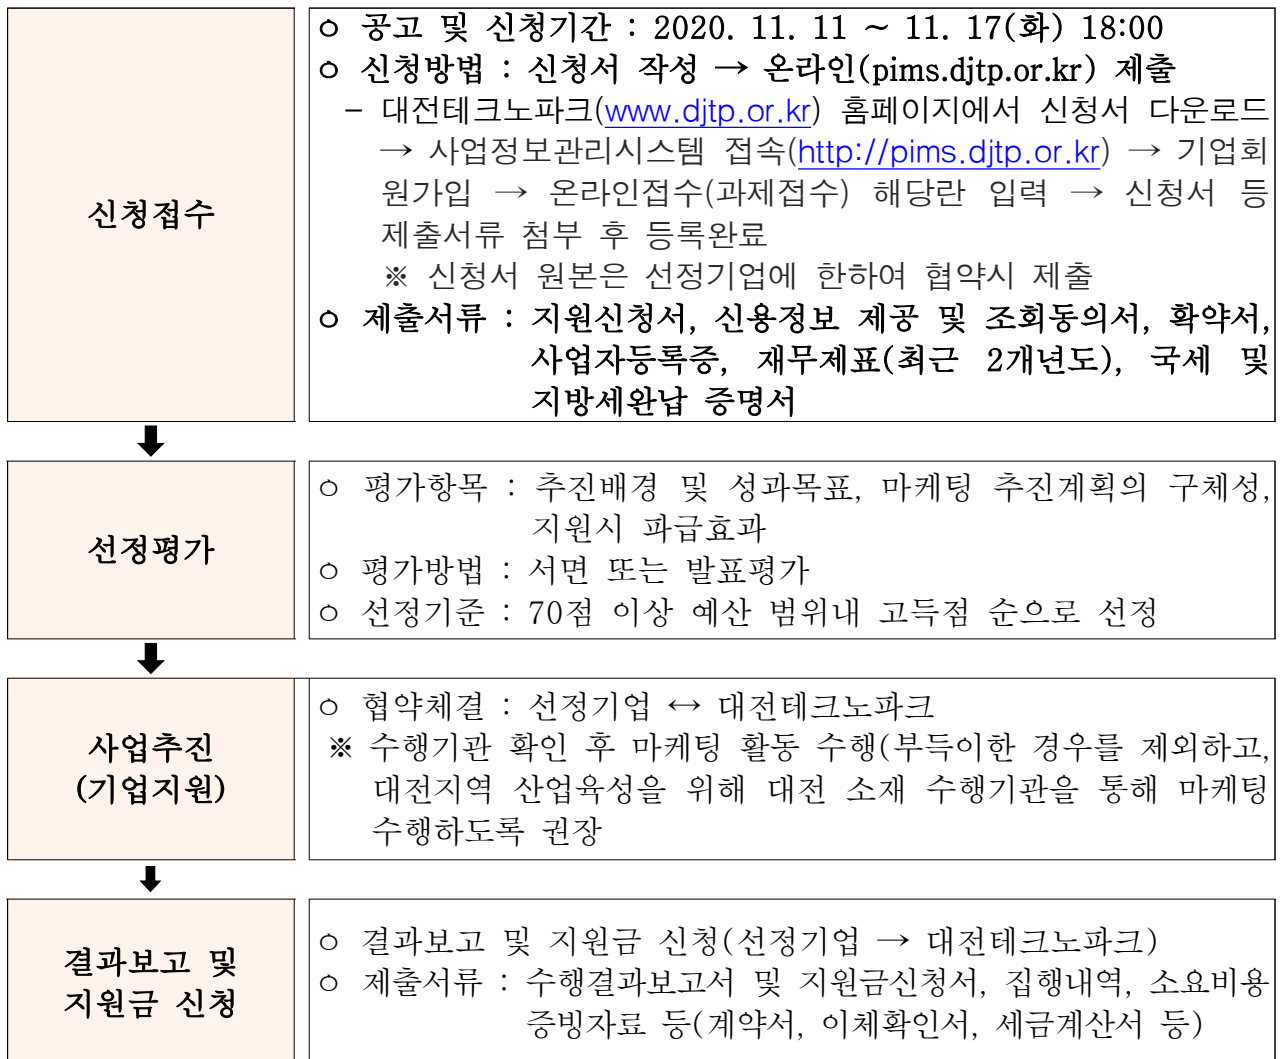 신청접수
ㅇ 공고 및 신청기간 : 2020. 11. 11 ~ 11. 17(화) 18:00
ㅇ 신청방법 : 신청서 작성 → 온라인(pims.djtp.or.kr) 제출
- 대전테크노파크(www.djtp.or.kr) 홈페이지에서 신청서 다운로드
→ 사업정보관리시스템 접속(http://pims.djtp.or.kr) → 기업회
원가입 → 온라인접수(과제접수) 해당란 입력 → 신청서 등
제출서류 첨부 후 등록완료
※ 신청서 원본은 선정기업에 한하여 협약시 제출
ㅇ 제출서류 : 지원신청서, 신용정보 제공 및 조회동의서, 확약서,
사업자등록증, 재무제표(최근 2개년도), 국세 및
지방세완납 증명서
선정평가
ㅇ 평가항목 : 추진배경 및 성과목표, 마케팅 추진계획의 구체성,
지원시 파급효과
ㅇ 평가방법 : 서면 또는 발표평가
ㅇ 선정기준 : 70점 이상 예산 범위내 고득점 순으로 선정
사업추진
(기업지원)
ㅇ 협약체결 : 선정기업 ↔ 대전테크노파크
※ 수행기관 확인 후 마케팅 활동 수행(부득이한 경우를 제외하고,
대전지역 산업육성을 위해 대전 소재 수행기관을 통해 마케팅
수행하도록 권장
결과보고 및
지원금 신청
ㅇ 결과보고 및 지원금 신청(선정기업 → 대전테크노파크)
ㅇ 제출서류 : 수행결과보고서 및 지원금신청서, 집행내역, 소요비용
증빙자료 등(계약서, 이체확인서, 세금계산서 등)